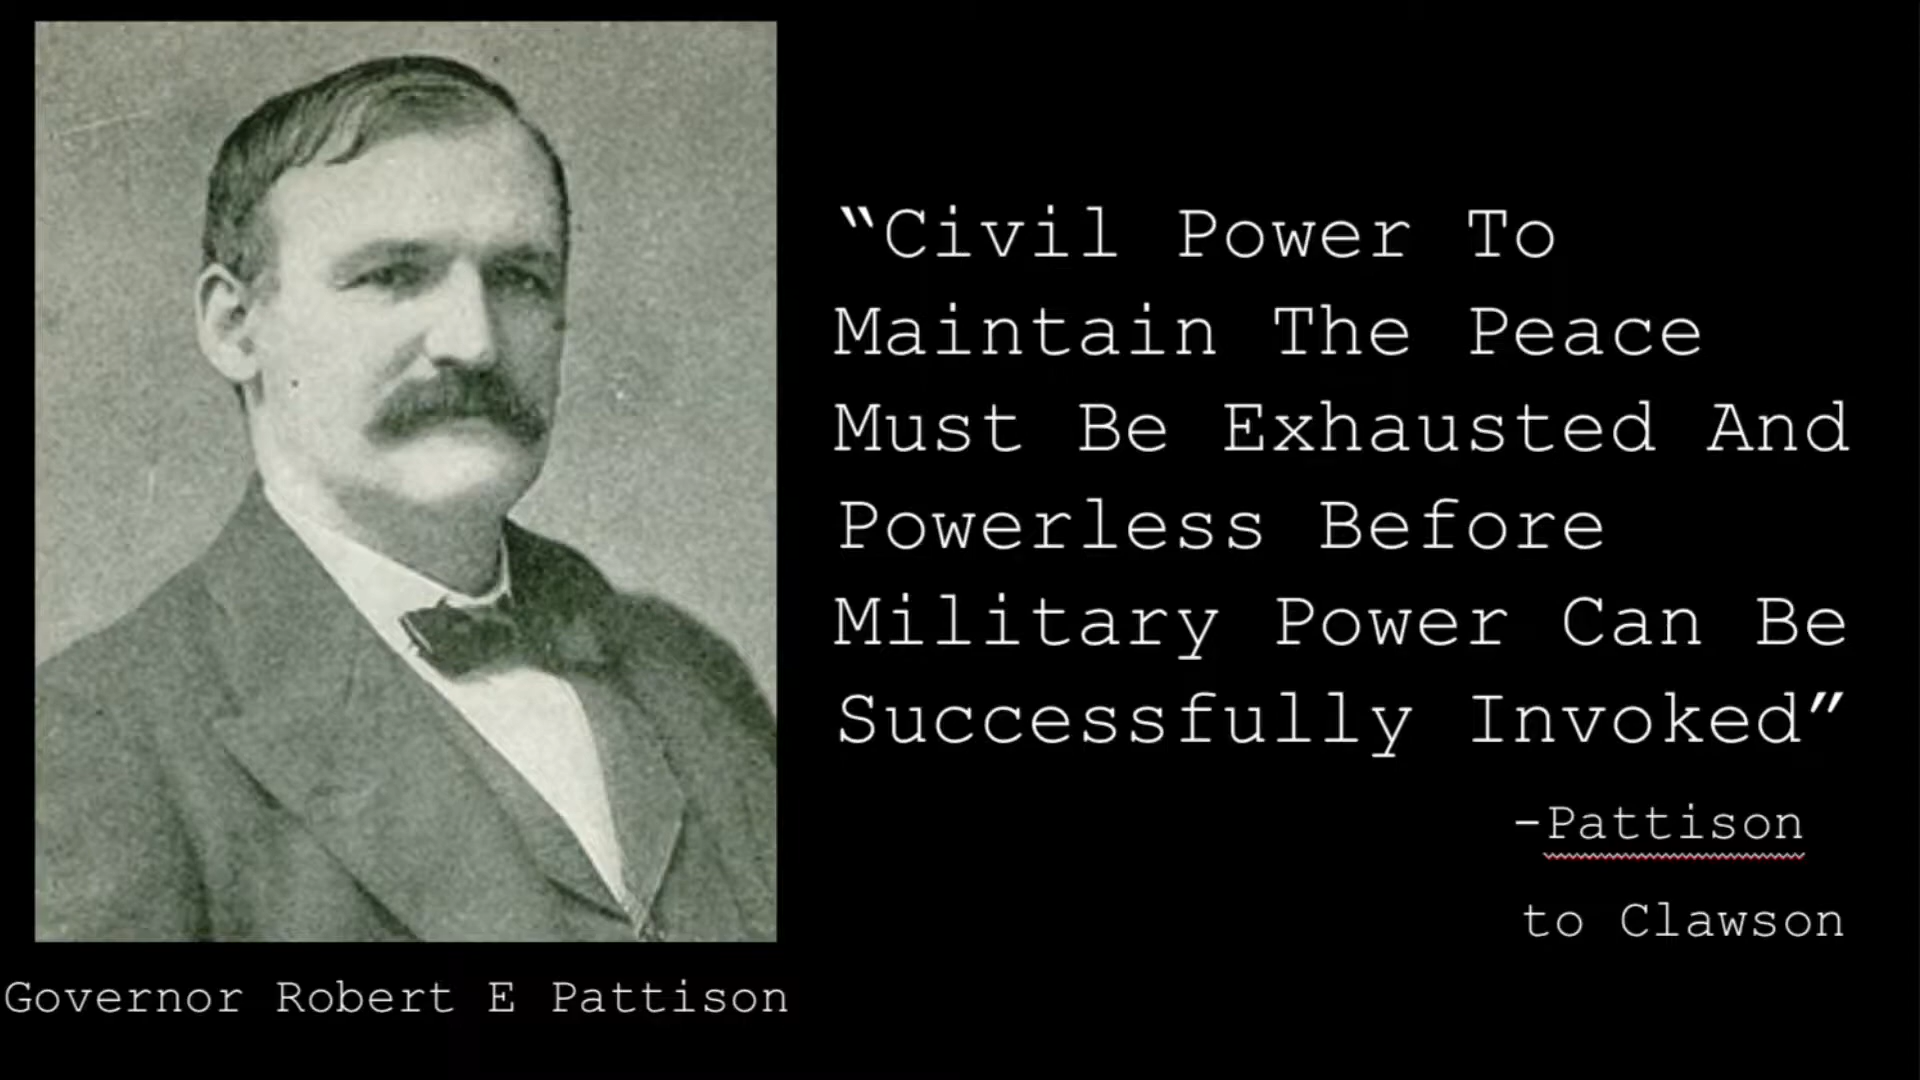 “Civil Power To
Maintain The Peace
Must Be Exhausted And
Powerless Before
Military Power Can Be
Successfully Invoked”
-Pattison
to Clawson
Governor Robert E Pattison